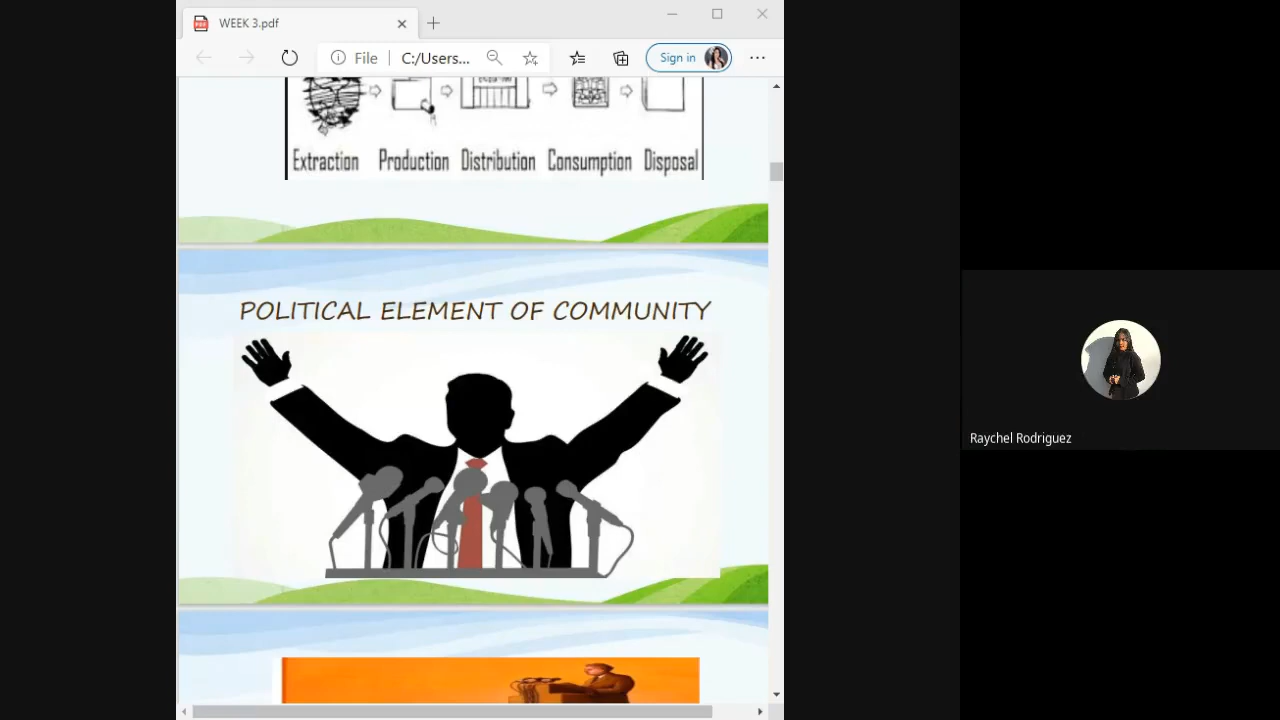 WEEK 3.pdf
File
C:/Users...
Sign in
Extraction Production Distribution Consumption Disposal
POLITICAL ELEMENT OF COMMUNITY
Raychel Rodriguez